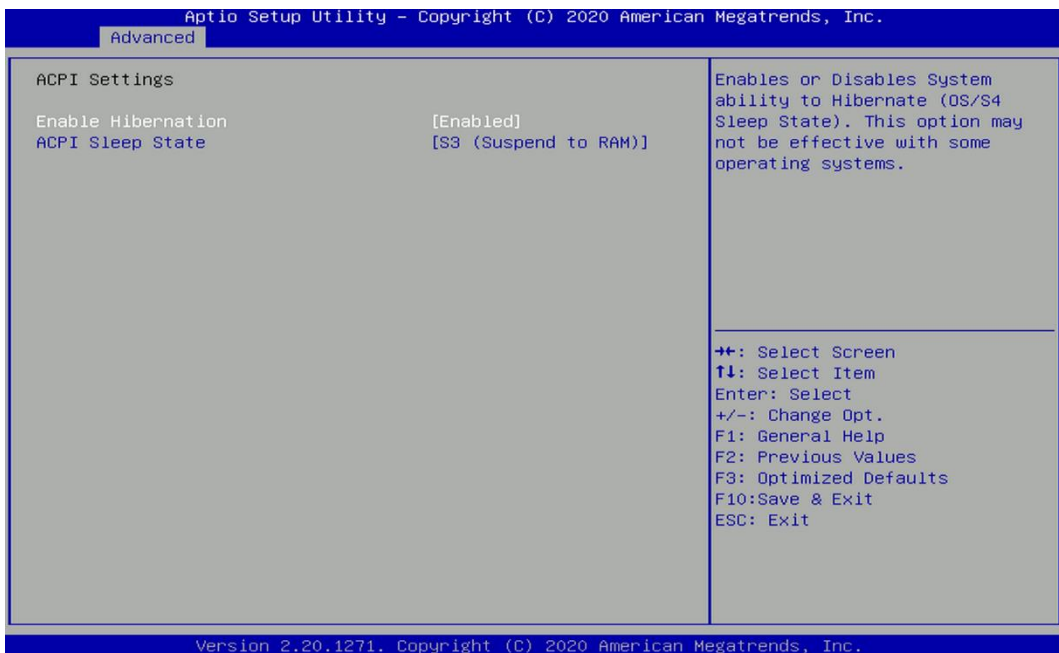 Aptio Setup Utility – Copyright (C) 2020 American Megatrends, Inc.
Advanced
ACPI Settings
Enable Hibernation [Enabled]
ACPI Sleep State [S3 (Suspend to RAM)]
Enables or Disables System
ability to Hibernate (OS/S4
Sleep State). This option may
not be effective with some
operating systems.
→←: Select Screen
↑↓: Select Item
Enter: Select
+/-: Change Opt.
F1: General Help
F2: Previous Values
F3: Optimized Defaults
F10:Save & Exit
ESC: Exit
Version 2.20.1271. Copyright (C) 2020 American Megatrends, Inc.